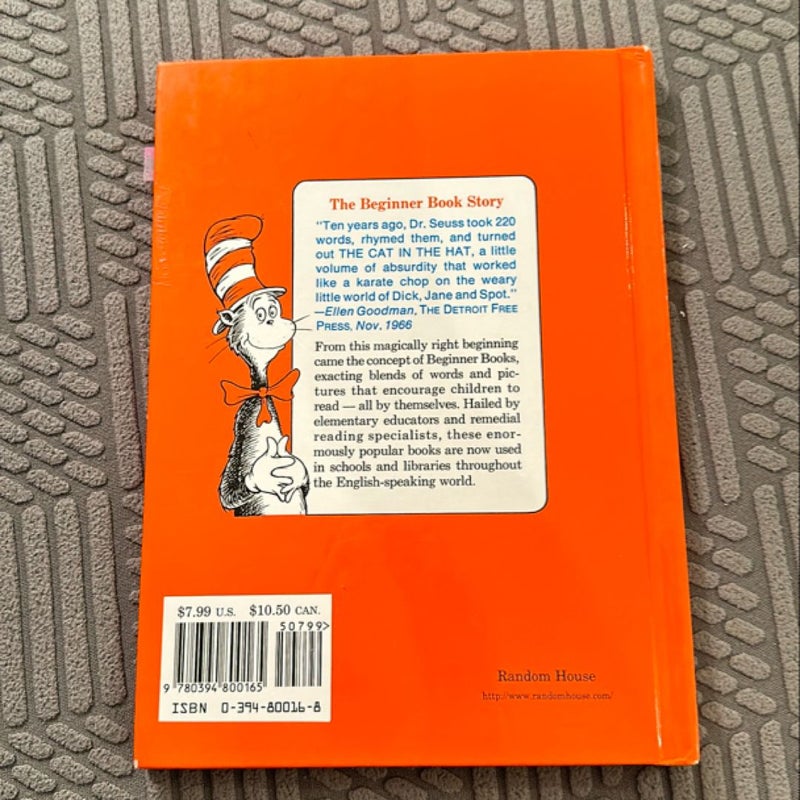 The Beginner Book Story
"Ten years ago, Dr. Seuss took 220
words, rhymed them, and turned
out THE CAT IN THE HAT, a little
volume of absurdity that worked
like a karate chop on the weary
little world of Dick, Jane and Spot."
—Ellen Goodman, THE DETROIT FREE
PRESS, Nov. 1966
From this magically right beginning
came the concept of Beginner Books,
exacting blends of words and pic-
tures that encourage children to
read — all by themselves. Hailed by
elementary educators and remedial
reading specialists, these enor-
mously popular books are now used
in schools and libraries throughout
the English-speaking world.
$7.99 U.S. $10.50 CAN.
50799>
9 780394 800165
ISBN 0-394-80016-8
Random House
http://www.randomhouse.com/